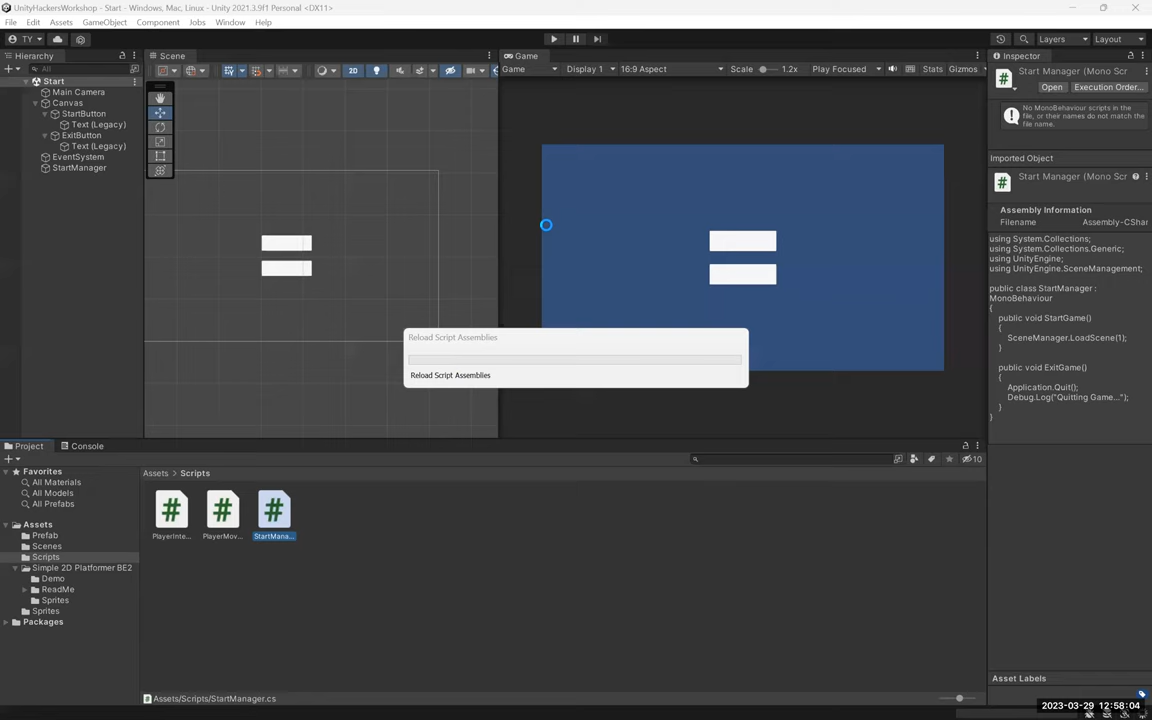 UnityHackersWorkshop - Start - Windows, Mac, Linux - Unity 2021.3.9f1 Personal <DX11>
File Edit Assets GameObject Component Jobs Window Help
TY
Layers Layout
Hierarchy
All
Start
Main Camera
Canvas
StartButton
Text (Legacy)
ExitButton
Text (Legacy)
EventSystem
StartManager
Scene
2D
Game
Game Display 1 16:9 Aspect Scale 1.2x Play Focused Stats Gizmos
Reload Script Assemblies
Reload Script Assemblies
Inspector
Start Manager (Mono Scr
Open Execution Order...
No MonoBehaviour scripts in the
file, or their names do not match the
file name.
Imported Object
Start Manager (Mono Scr
Assembly Information
Filename Assembly-CShar
using System.Collections;
using System.Collections.Generic;
using UnityEngine;
using UnityEngine.SceneManagement;
public class StartManager :
MonoBehaviour
{
public void StartGame()
{
SceneManager.LoadScene(1);
}
public void ExitGame()
{
Application.Quit();
Debug.Log("Quitting Game...");
}
}
Asset Labels
Project Console
10
Favorites
All Materials
All Models
All Prefabs
Assets
Prefab
Scenes
Scripts
Simple 2D Platformer BE2
Demo
ReadMe
Sprites
Sprites
Packages
Assets > Scripts
PlayerInte... PlayerMov... StartMana...
Assets/Scripts/StartManager.cs
2023-03-29 12:58:04